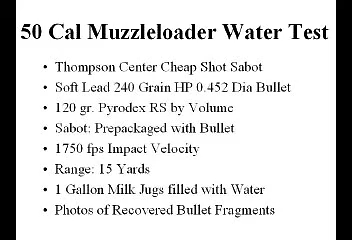 50 Cal Muzzleloader Water Test
• Thompson Center Cheap Shot Sabot
• Soft Lead 240 Grain HP 0.452 Dia Bullet
• 120 gr. Pyrodex RS by Volume
• Sabot: Prepackaged with Bullet
• 1750 fps Impact Velocity
• Range: 15 Yards
• 1 Gallon Milk Jugs filled with Water
• Photos of Recovered Bullet Fragments